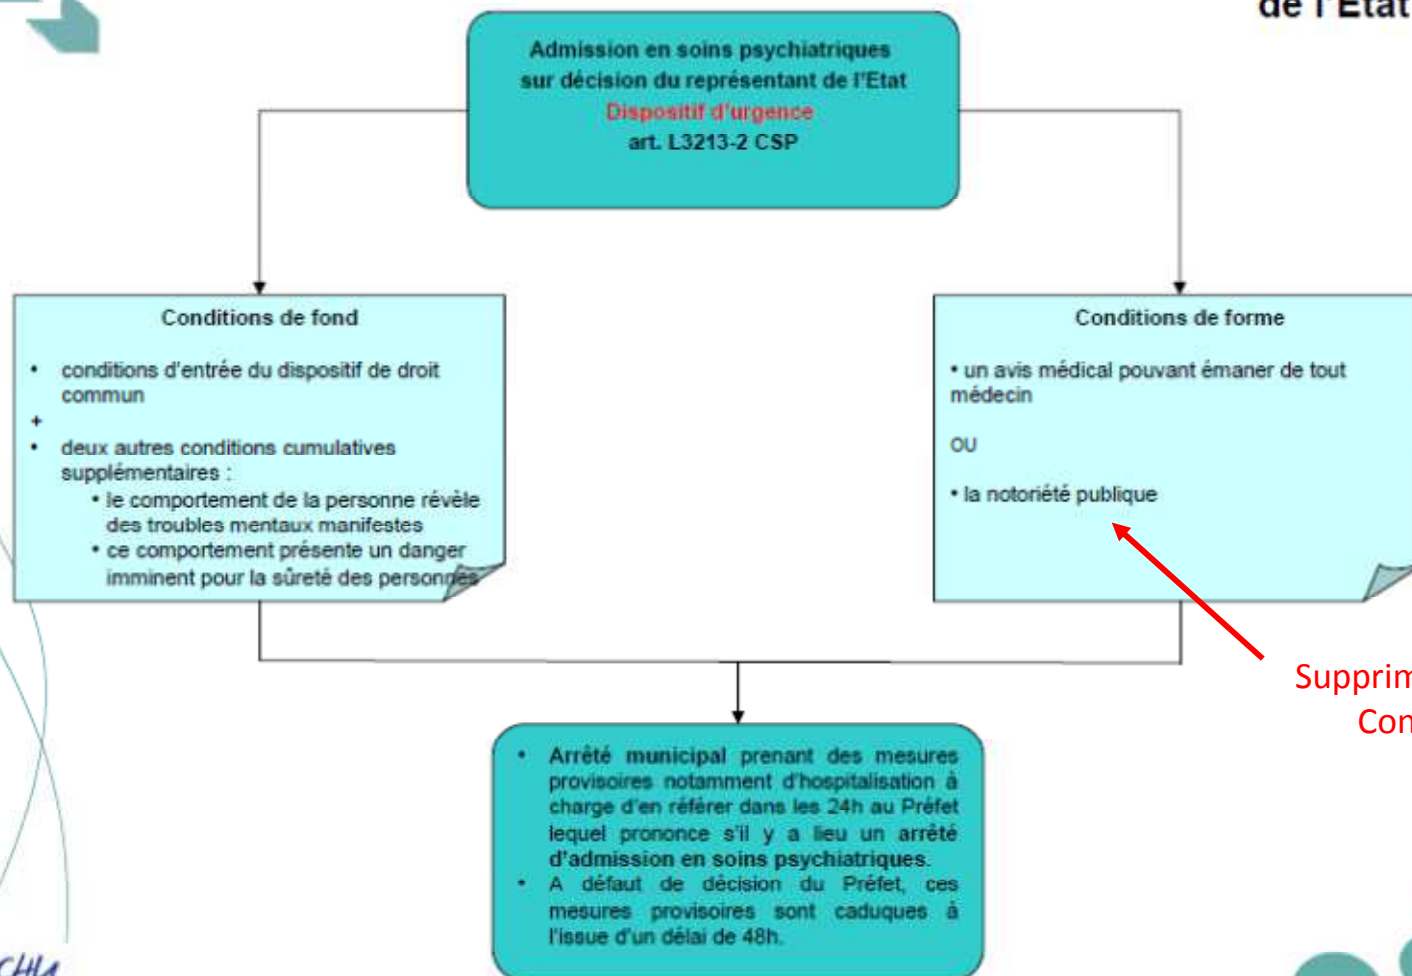 de l'Etat
Admission en soins psychiatriques
sur décision du représentant de l'Etat
Dispositif d'urgence
art. L3213-2 CSP
Conditions de fond
• conditions d'entrée du dispositif de droit
commun
+
• deux autres conditions cumulatives
supplémentaires :
• le comportement de la personne révèle
des troubles mentaux manifestes
• ce comportement présente un danger
imminent pour la sûreté des personnes
Conditions de forme
• un avis médical pouvant émaner de tout
médecin
OU
• la notoriété publique
Supprim
Con
• Arrêté municipal prenant des mesures
provisoires notamment d'hospitalisation à
charge d'en référer dans les 24h au Préfet
lequel prononce s'il y a lieu un arrêté
d'admission en soins psychiatriques.
• A défaut de décision du Préfet, ces
mesures provisoires sont caduques à
l'issue d'un délai de 48h.
CHU